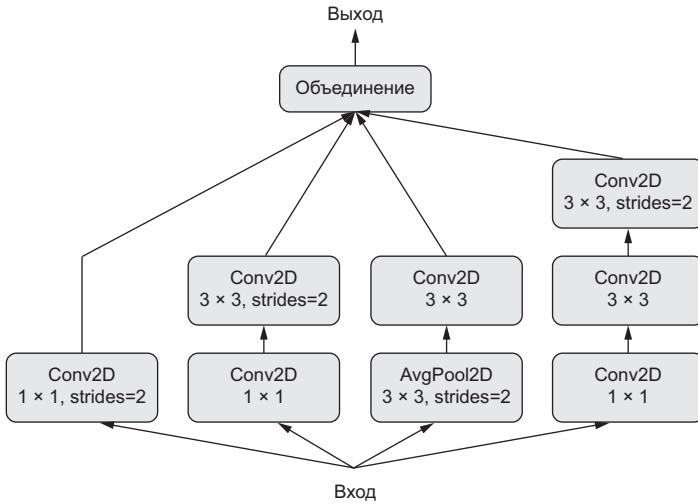 Выход
Объединение
Conv2D
3 × 3, strides=2
Conv2D
3 × 3, strides=2
Conv2D
3 × 3
Conv2D
3 × 3
Conv2D
1 × 1, strides=2
Conv2D
1 × 1
AvgPool2D
3 × 3, strides=2
Conv2D
1 × 1
Вход